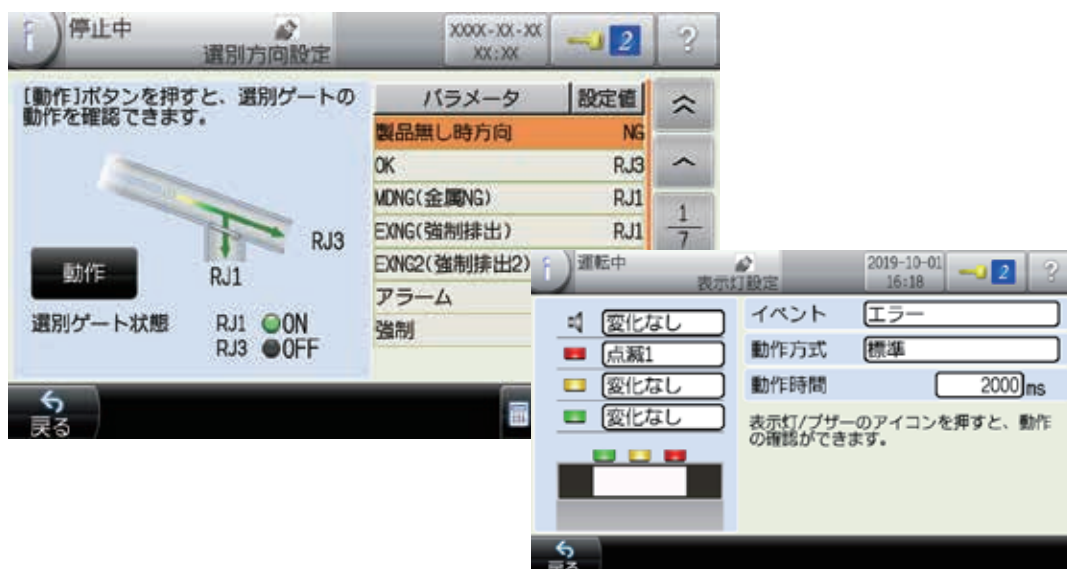 停止中
選別方向設定
XXXX-XX-XX
XX:XX
2
?
[動作]ボタンを押すと、選別ゲートの
動作を確認できます。
RJ3
RJ1
動作
選別ゲート状態 RJ1 ON
RJ3 OFF
パラメータ 設定値
製品無し時方向 NG
OK RJ3
MDNG(金属NG) RJ1
EXNG(強制排出) RJ1
EXNG2(強制排出2)
アラーム
強制
1
7
戻る
運転中
表示灯設定
2019-10-01
16:18
2
?
変化なし
点滅1
変化なし
変化なし
イベント エラー
動作方式 標準
動作時間 2000 ms
表示灯/ブザーのアイコンを押すと、動作
の確認ができます。
戻る